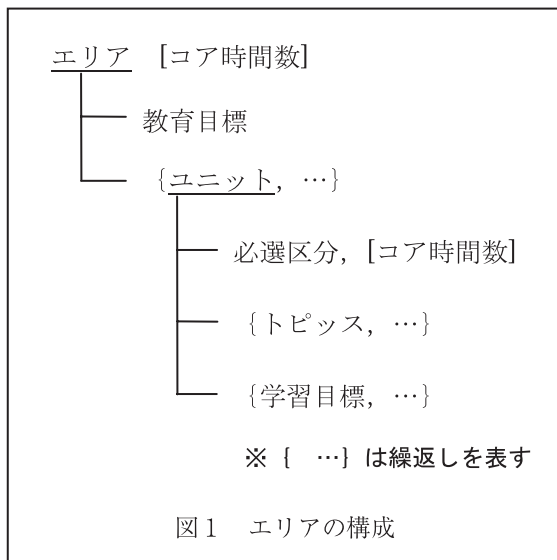 エリア [コア時間数]
教育目標
{ユニット, …}
必選区分, [コア時間数]
{トピッス, …}
{学習目標, …}
※ { …} は繰返しを表す
図1 エリアの構成